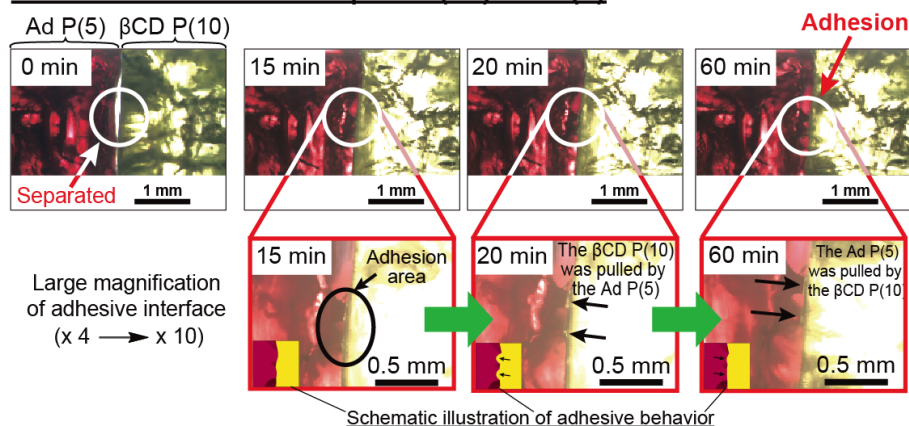 Ad P(5) βCD P(10)
Adhesion
0 min
15 min
20 min
60 min
Separated
1 mm
1 mm
1 mm
1 mm
Large magnification
of adhesive interface
(x 4 ⟶ x 10)
15 min
Adhesion
area
0.5 mm
20 min
The βCD P(10)
was pulled by
the Ad P(5)
0.5 mm
60 min
The Ad P(5)
was pulled by
the βCD P(10)
0.5 mm
Schematic illustration of adhesive behavior